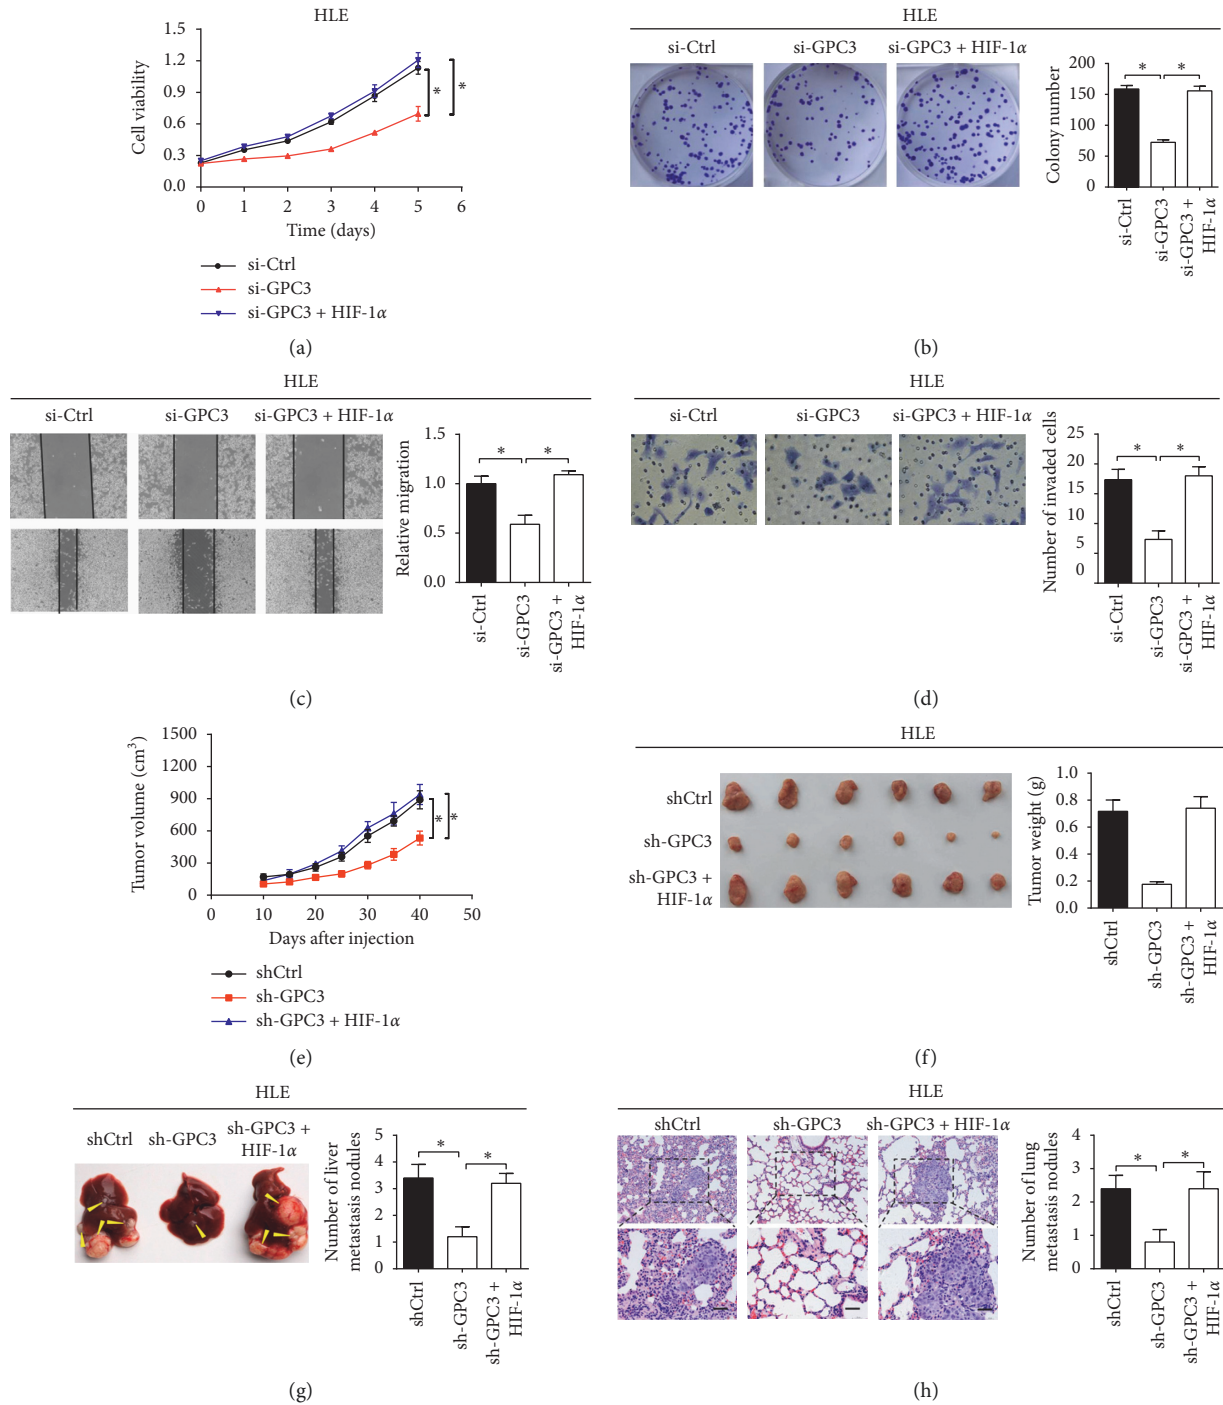 HLE
Cell viability
1.5
1.2
0.9
0.6
0.3
0.0
0 1 2 3 4 5 6
Time (days)
*
*
si-Ctrl
si-GPC3
si-GPC3 + HIF-1α
(a)
HLE
si-Ctrl si-GPC3 si-GPC3 + HIF-1α
Colony number
200
150
100
50
0
* *
si-Ctrl
si-GPC3
si-GPC3 +
HIF-1α
(b)
HLE
si-Ctrl si-GPC3 si-GPC3 + HIF-1α
Relative migration
1.5
1.0
0.5
0.0
* *
si-Ctrl
si-GPC3
si-GPC3 +
HIF-1α
(c)
HLE
si-Ctrl si-GPC3 si-GPC3 + HIF-1α
Number of invaded cells
25
20
15
10
5
0
* *
si-Ctrl
si-GPC3
si-GPC3 +
HIF-1α
(d)
Tumor volume (cm³)
1500
1200
900
600
300
0
0 10 20 30 40 50
Days after injection
*
*
shCtrl
sh-GPC3
sh-GPC3 + HIF-1α
(e)
HLE
shCtrl
sh-GPC3
sh-GPC3 +
HIF-1α
Tumor weight (g)
1.0
0.8
0.6
0.4
0.2
0.0
shCtrl
sh-GPC3
sh-GPC3 +
HIF-1α
(f)
HLE
shCtrl sh-GPC3 sh-GPC3 +
HIF-1α
Number of liver
metastasis nodules
5
4
3
2
1
0
* *
shCtrl
sh-GPC3
sh-GPC3 +
HIF-1α
(g)
HLE
shCtrl sh-GPC3 sh-GPC3 + HIF-1α
Number of lung
metastasis nodules
4
3
2
1
0
* *
shCtrl
sh-GPC3
sh-GPC3 +
HIF-1α
(h)